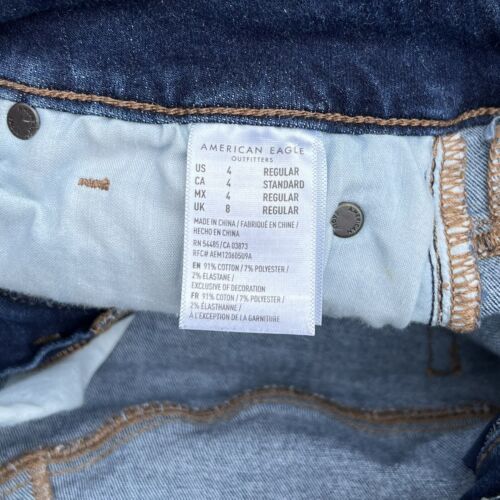 AMERICAN EAGLE
OUTFITTERS
US 4 REGULAR
CA 4 STANDARD
MX 4 REGULAR
UK 8 REGULAR
MADE IN CHINA / FABRIQUÉ EN CHINE /
HECHO EN CHINA
RN 54485/CA 03873
RFC# AEM12060509A
EN 91% COTTON / 7% POLYESTER /
2% ELASTANE /
EXCLUSIVE OF DECORATION
FR 91% COTON / 7% POLYESTER /
2% ÉLASTHANNE /
À L'EXCEPTION DE LA GARNITURE
AMERICAN